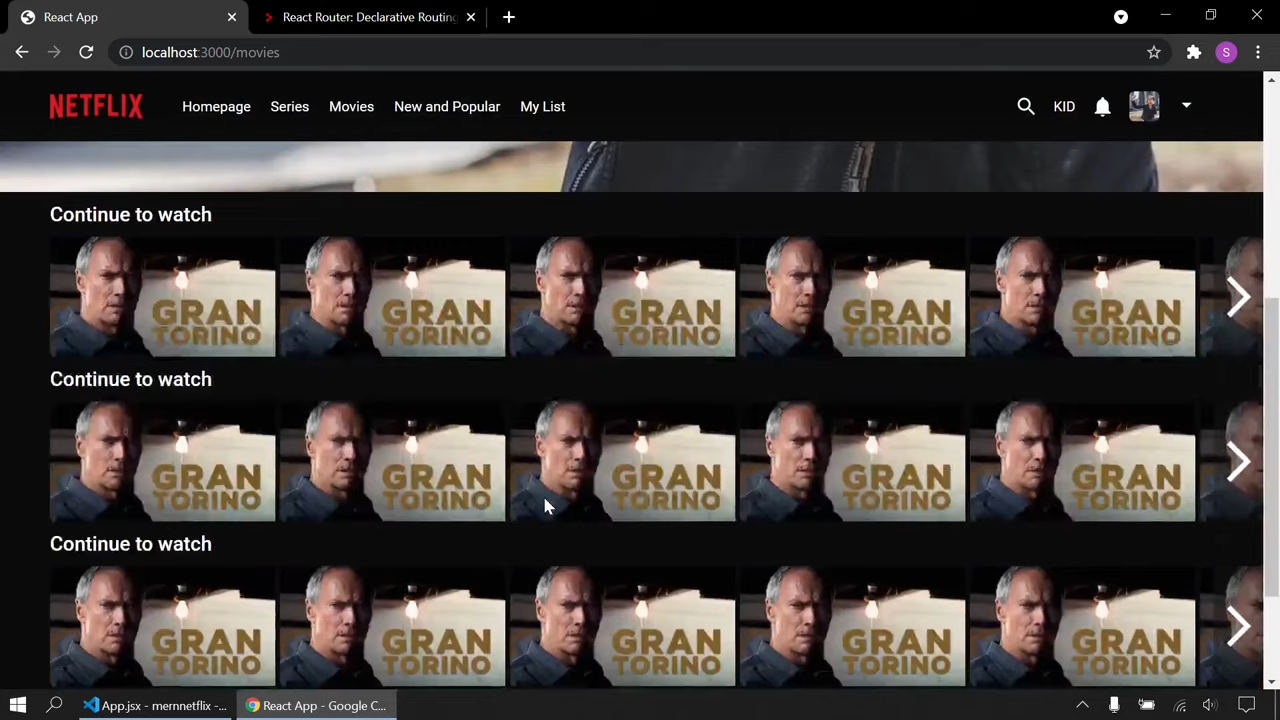 React App
React Router: Declarative Routing
localhost:3000/movies
S
NETFLIX
Homepage
Series
Movies
New and Popular
My List
KID
Continue to watch
GRAN TORINO
GRAN TORINO
GRAN TORINO
GRAN TORINO
GRAN TORINO
Continue to watch
GRAN TORINO
GRAN TORINO
GRAN TORINO
GRAN TORINO
GRAN TORINO
Continue to watch
GRAN TORINO
GRAN TORINO
GRAN TORINO
GRAN TORINO
GRAN TORINO
App.jsx - mernnetflix -...
React App - Google C...